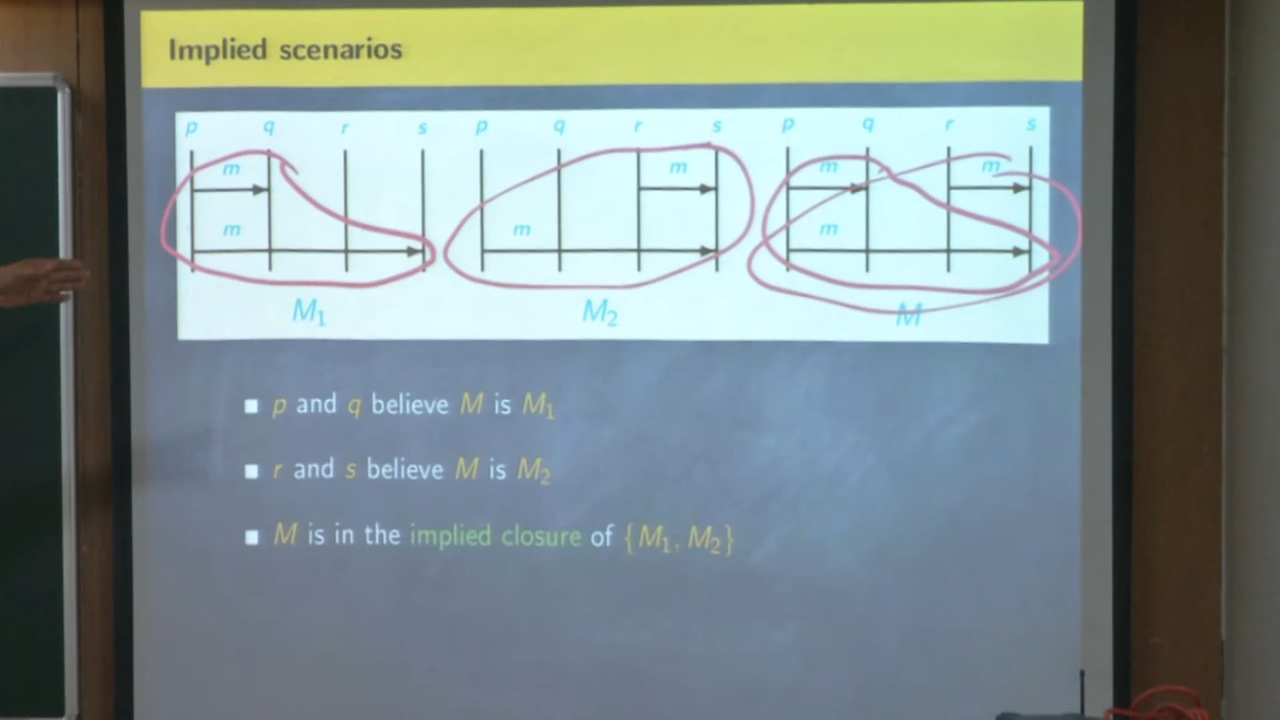 Implied scenarios
p q r s p q r s p q r s
m m m m
m m m
M₁ M₂ M
p and q believe M is M₁
r and s believe M is M₂
M is in the implied closure of {M₁, M₂}